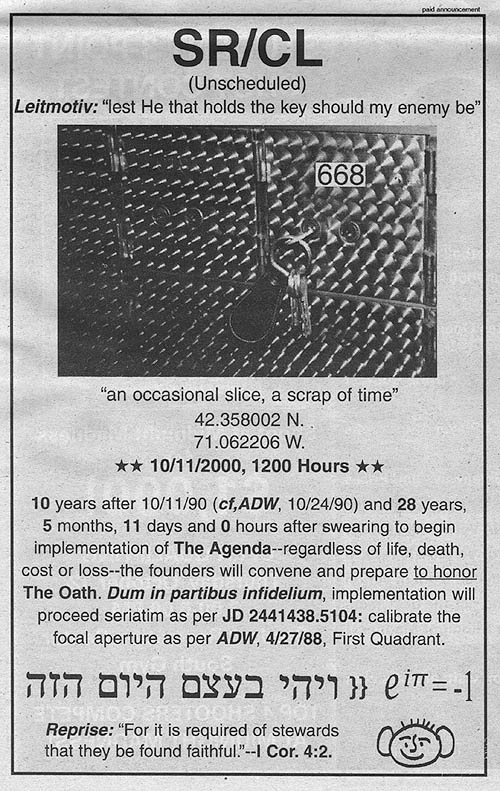 paid announcement
SR/CL
(Unscheduled)
Leitmotiv: “lest He that holds the key should my enemy be”
668
“an occasional slice, a scrap of time”
42.358002 N.
71.062206 W.
★★ 10/11/2000, 1200 Hours ★★
10 years after 10/11/90 (cf,ADW, 10/24/90) and 28 years,
5 months, 11 days and 0 hours after swearing to begin
implementation of The Agenda--regardless of life, death,
cost or loss--the founders will convene and prepare to honor
The Oath. Dum in partibus infidelium, implementation will
proceed seriatim as per JD 2441438.5104: calibrate the
focal aperture as per ADW, 4/27/88, First Quadrant.
ויהי בעצם היום הזה }} e^{iπ}=-1
Reprise: “For it is required of stewards
that they be found faithful.”--I Cor. 4:2.